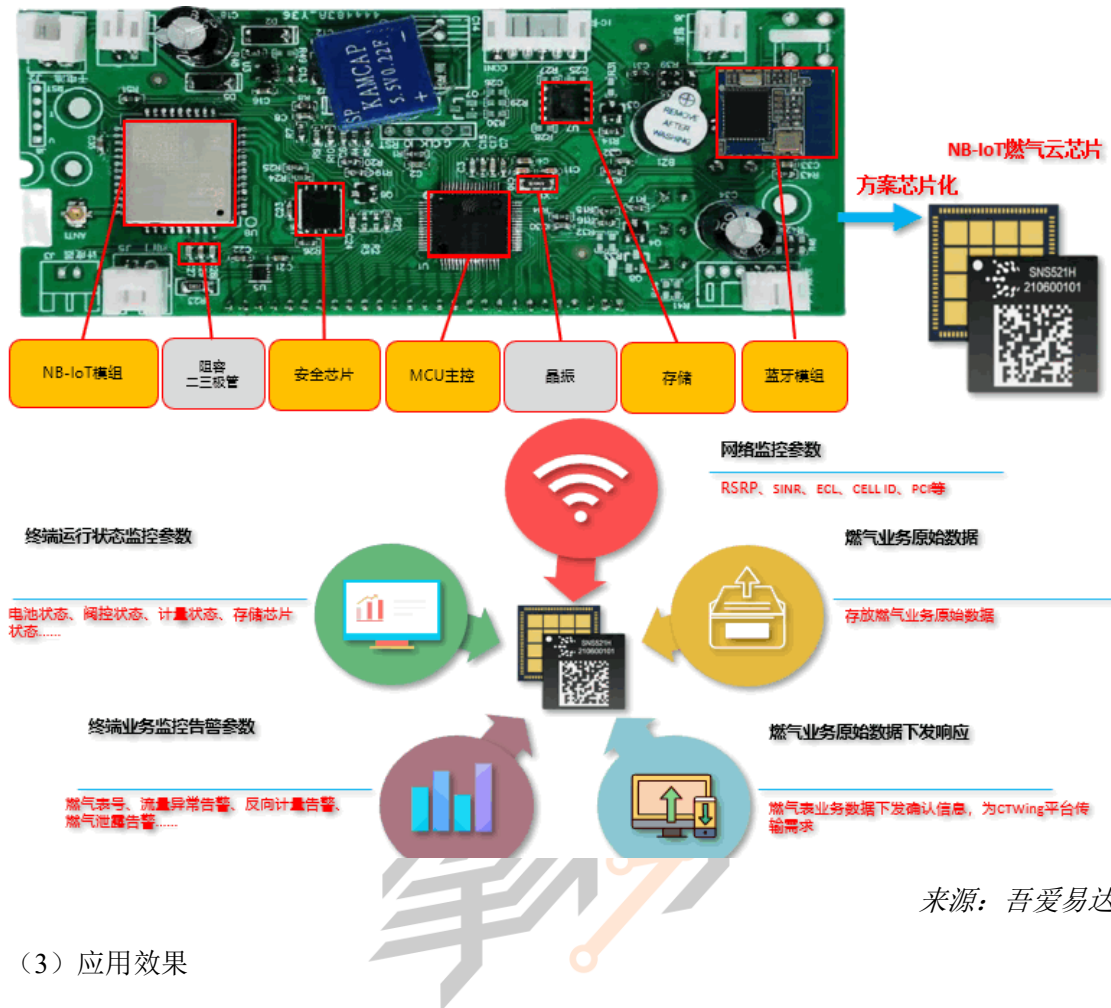 444483A_Y36
KAMCAP
5.5V0.22F
SP
REMOVE
AFTER
WASHING
NB-IoT燃气云芯片
方案芯片化
SNS521H
210600101
NB-IoT模组
阻容
二三极管
安全芯片
MCU主控
晶振
存储
蓝牙模组
网络监控参数
RSRP、SINR、ECL、CELL ID、PCI等
终端运行状态监控参数
电池状态、阀控状态、计量状态、存储芯片
状态......
燃气业务原始数据
存放燃气业务原始数据
SNS521H
210600101
终端业务监控告警参数
燃气表号、流量异常告警、反向计量告警、
燃气泄露告警......
燃气业务原始数据下发响应
燃气表业务数据下发确认信息，为CTWing平台传
输需求
来源：吾爱易达
（3）应用效果